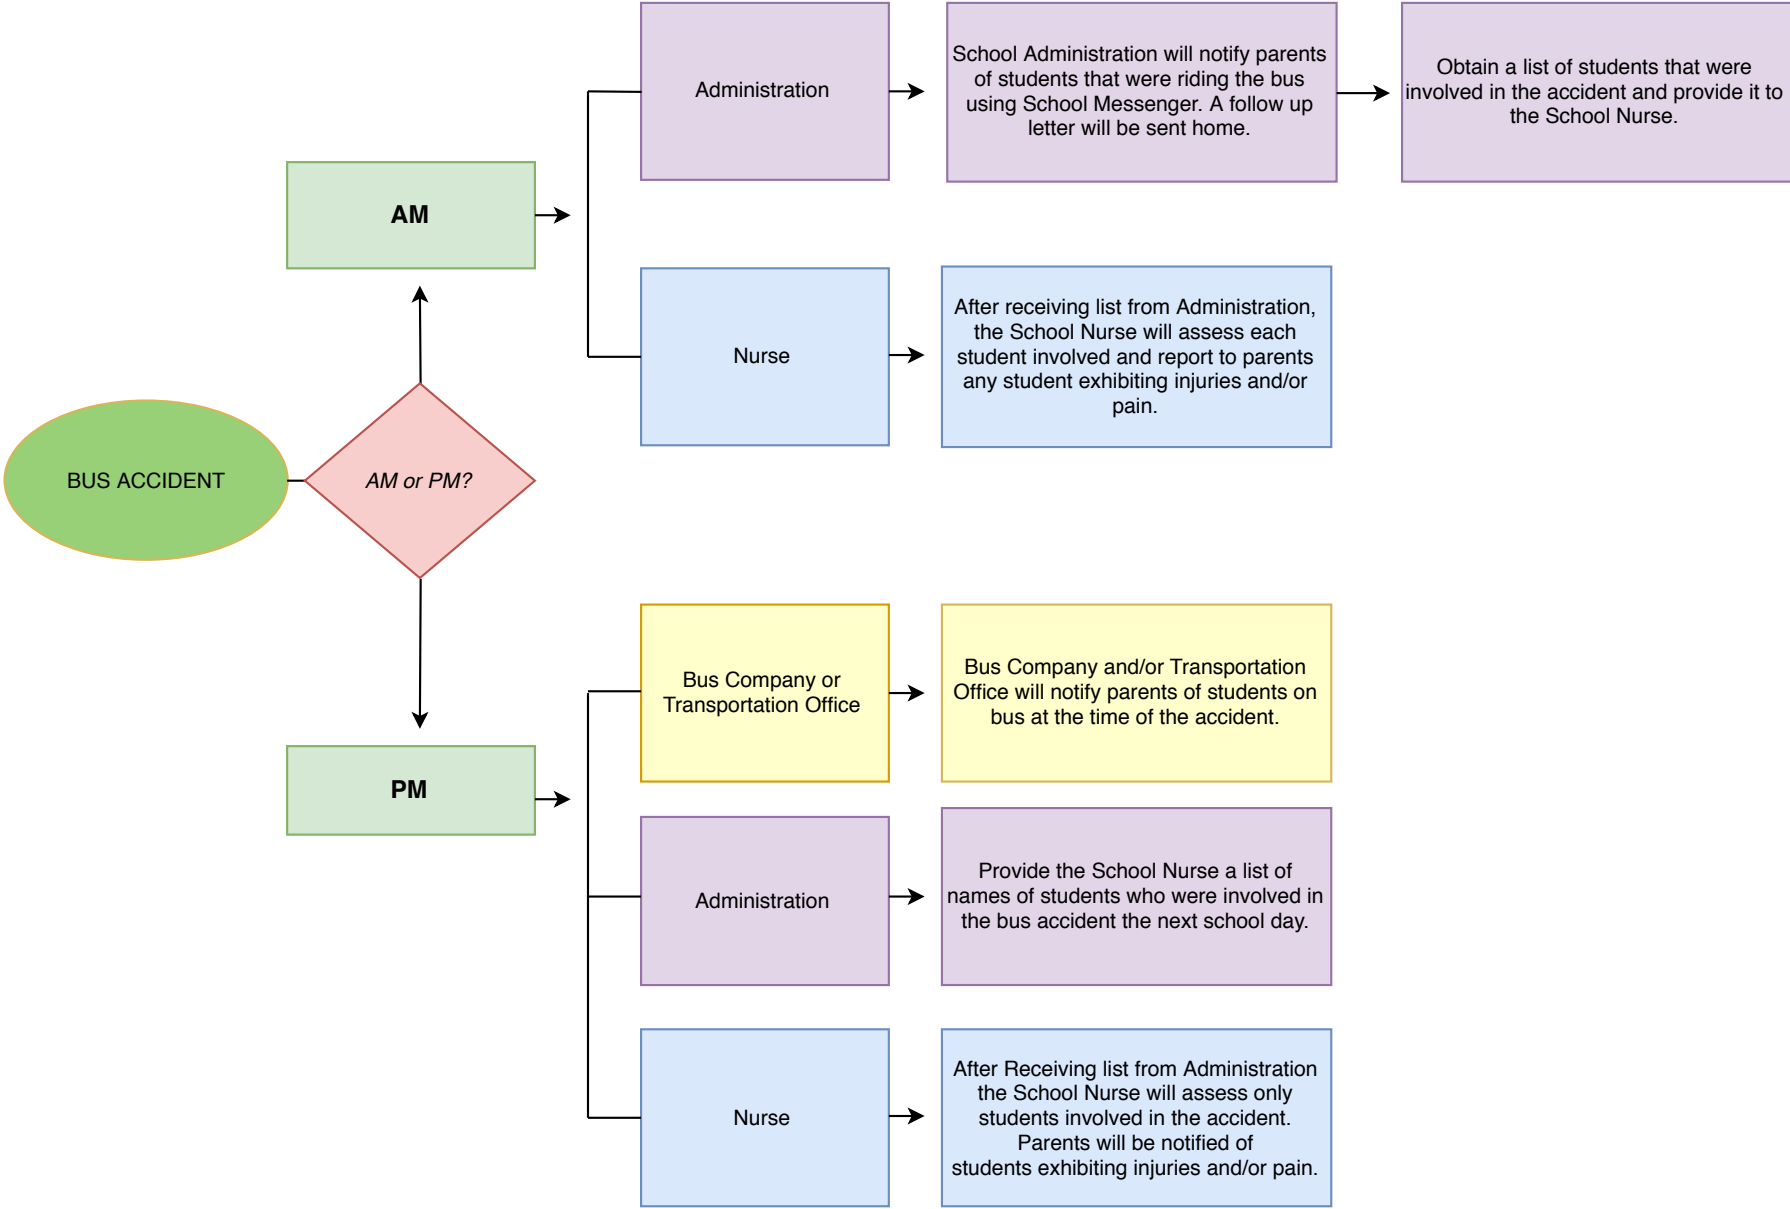 Administration
School Administration will notify parents
of students that were riding the bus
using School Messenger. A follow up
letter will be sent home.
Obtain a list of students that were
involved in the accident and provide it to
the School Nurse.
AM
Nurse
After receiving list from Administration,
the School Nurse will assess each
student involved and report to parents
any student exhibiting injuries and/or
pain.
BUS ACCIDENT
AM or PM?
Bus Company or
Transportation Office
Bus Company and/or Transportation
Office will notify parents of students on
bus at the time of the accident.
PM
Administration
Provide the School Nurse a list of
names of students who were involved in
the bus accident the next school day.
Nurse
After Receiving list from Administration
the School Nurse will assess only
students involved in the accident.
Parents will be notified of
students exhibiting injuries and/or pain.